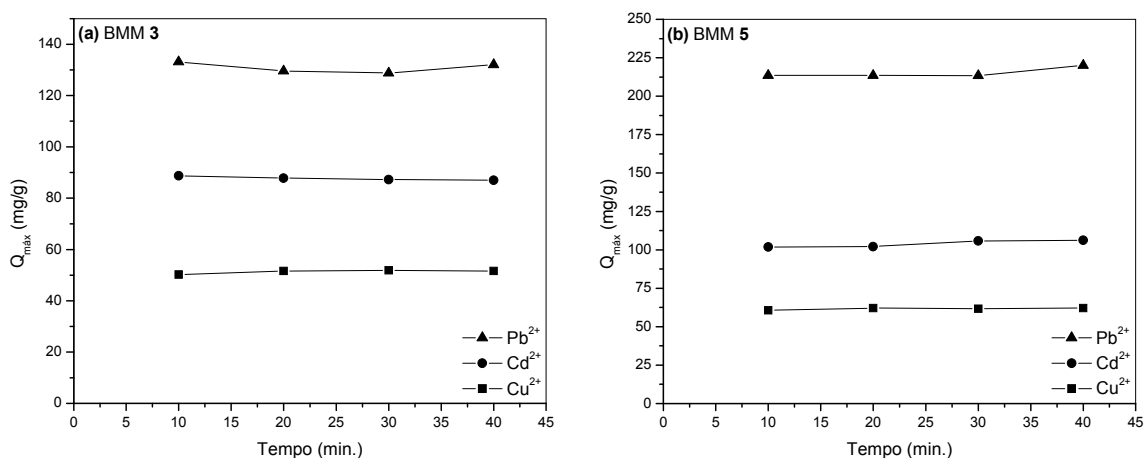 (a) BMM 3
140
120
100
80
60
40
20
0
Q_máx (mg/g)
0 5 10 15 20 25 30 35 40 45
Tempo (min.)
Pb²⁺
Cd²⁺
Cu²⁺
(b) BMM 5
250
225
200
175
150
125
100
75
50
25
0
Q_máx (mg/g)
0 5 10 15 20 25 30 35 40 45
Tempo (min.)
Pb²⁺
Cd²⁺
Cu²⁺